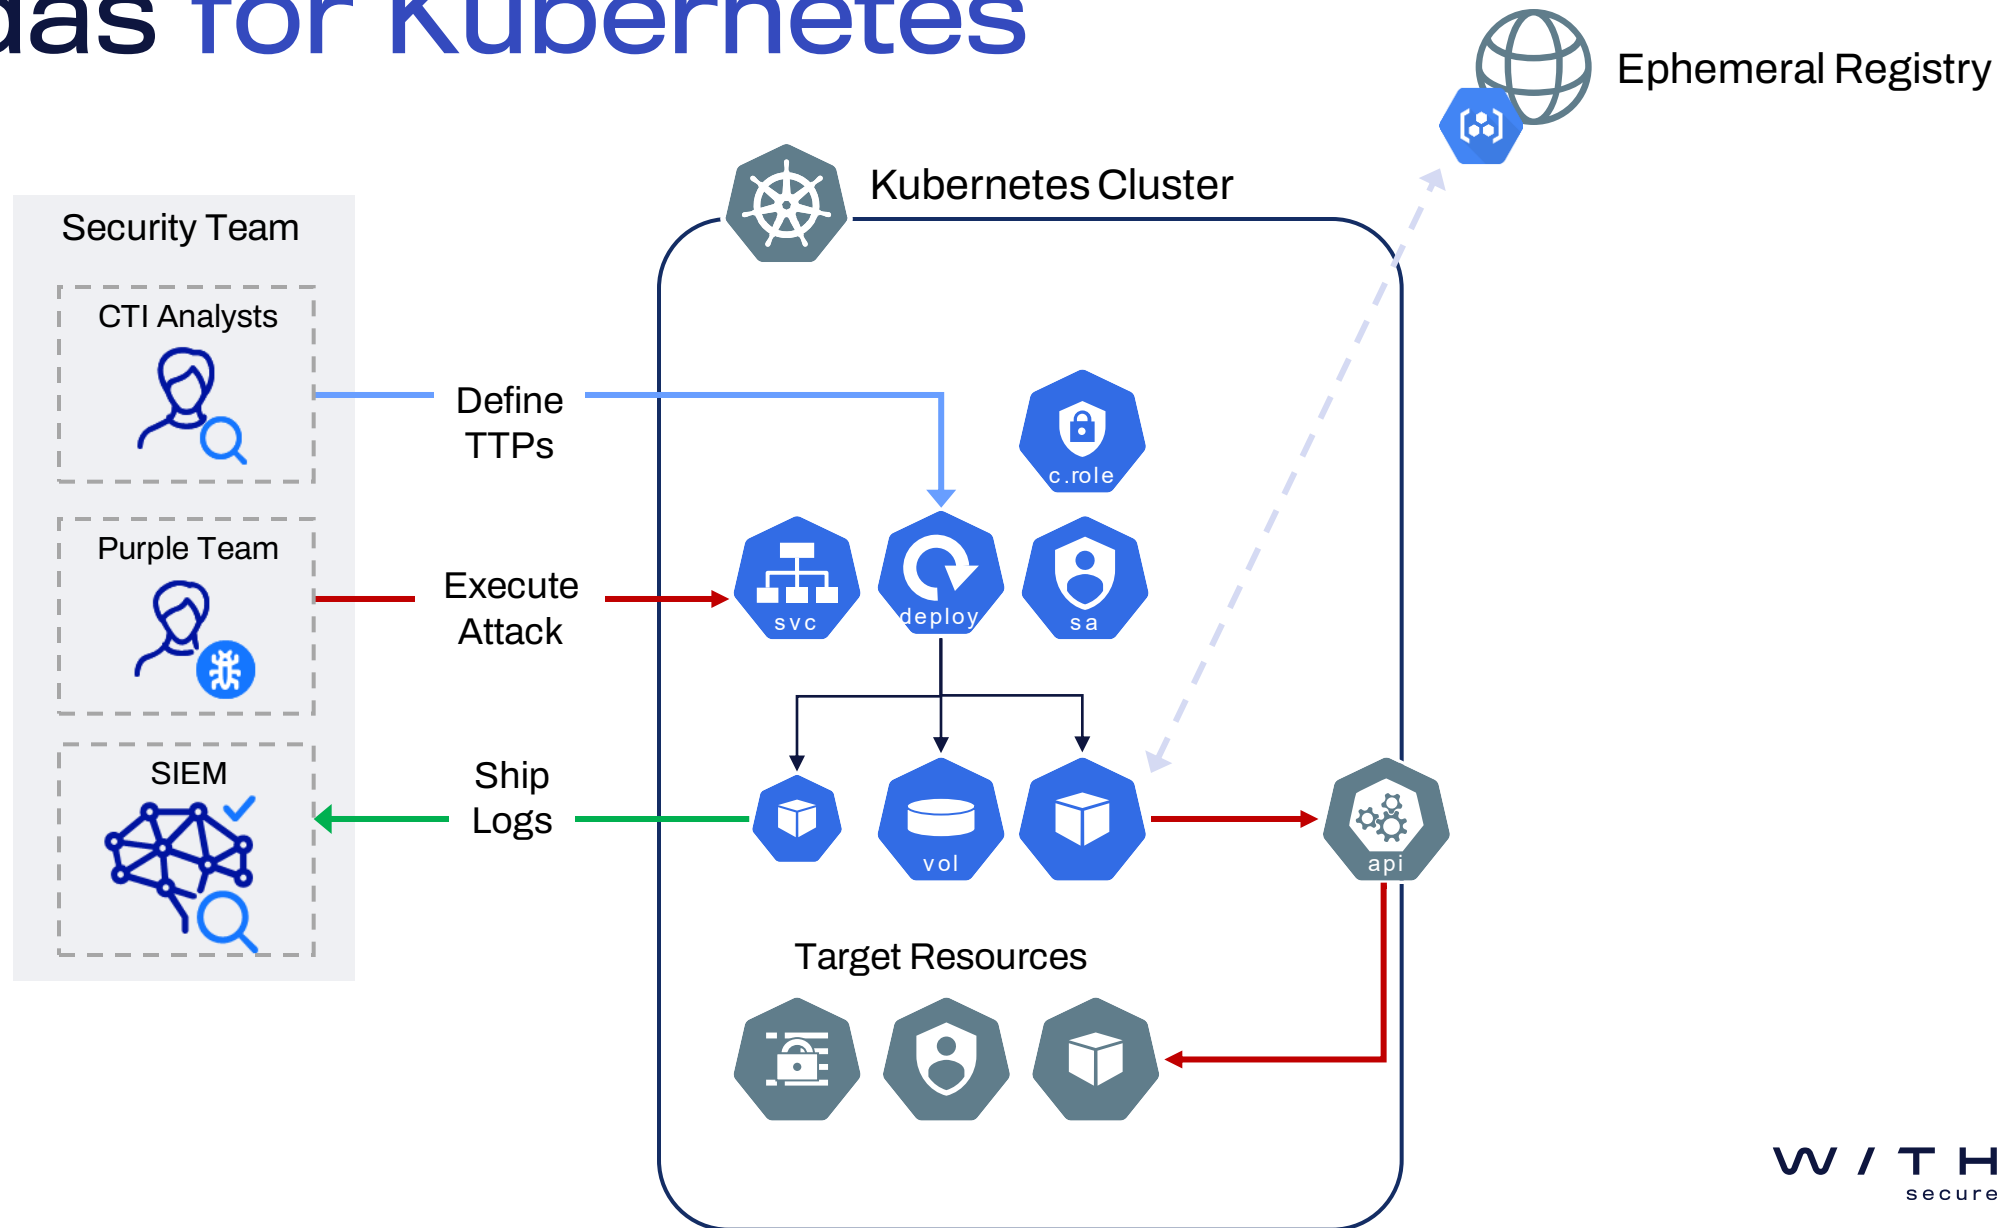 das for Kubernetes
Ephemeral Registry
Kubernetes Cluster
Security Team
CTI Analysts
Define
TTPs
c.role
Purple Team
Execute
Attack
svc
deploy
sa
SIEM
Ship
Logs
vol
api
Target Resources
W/TH
secure